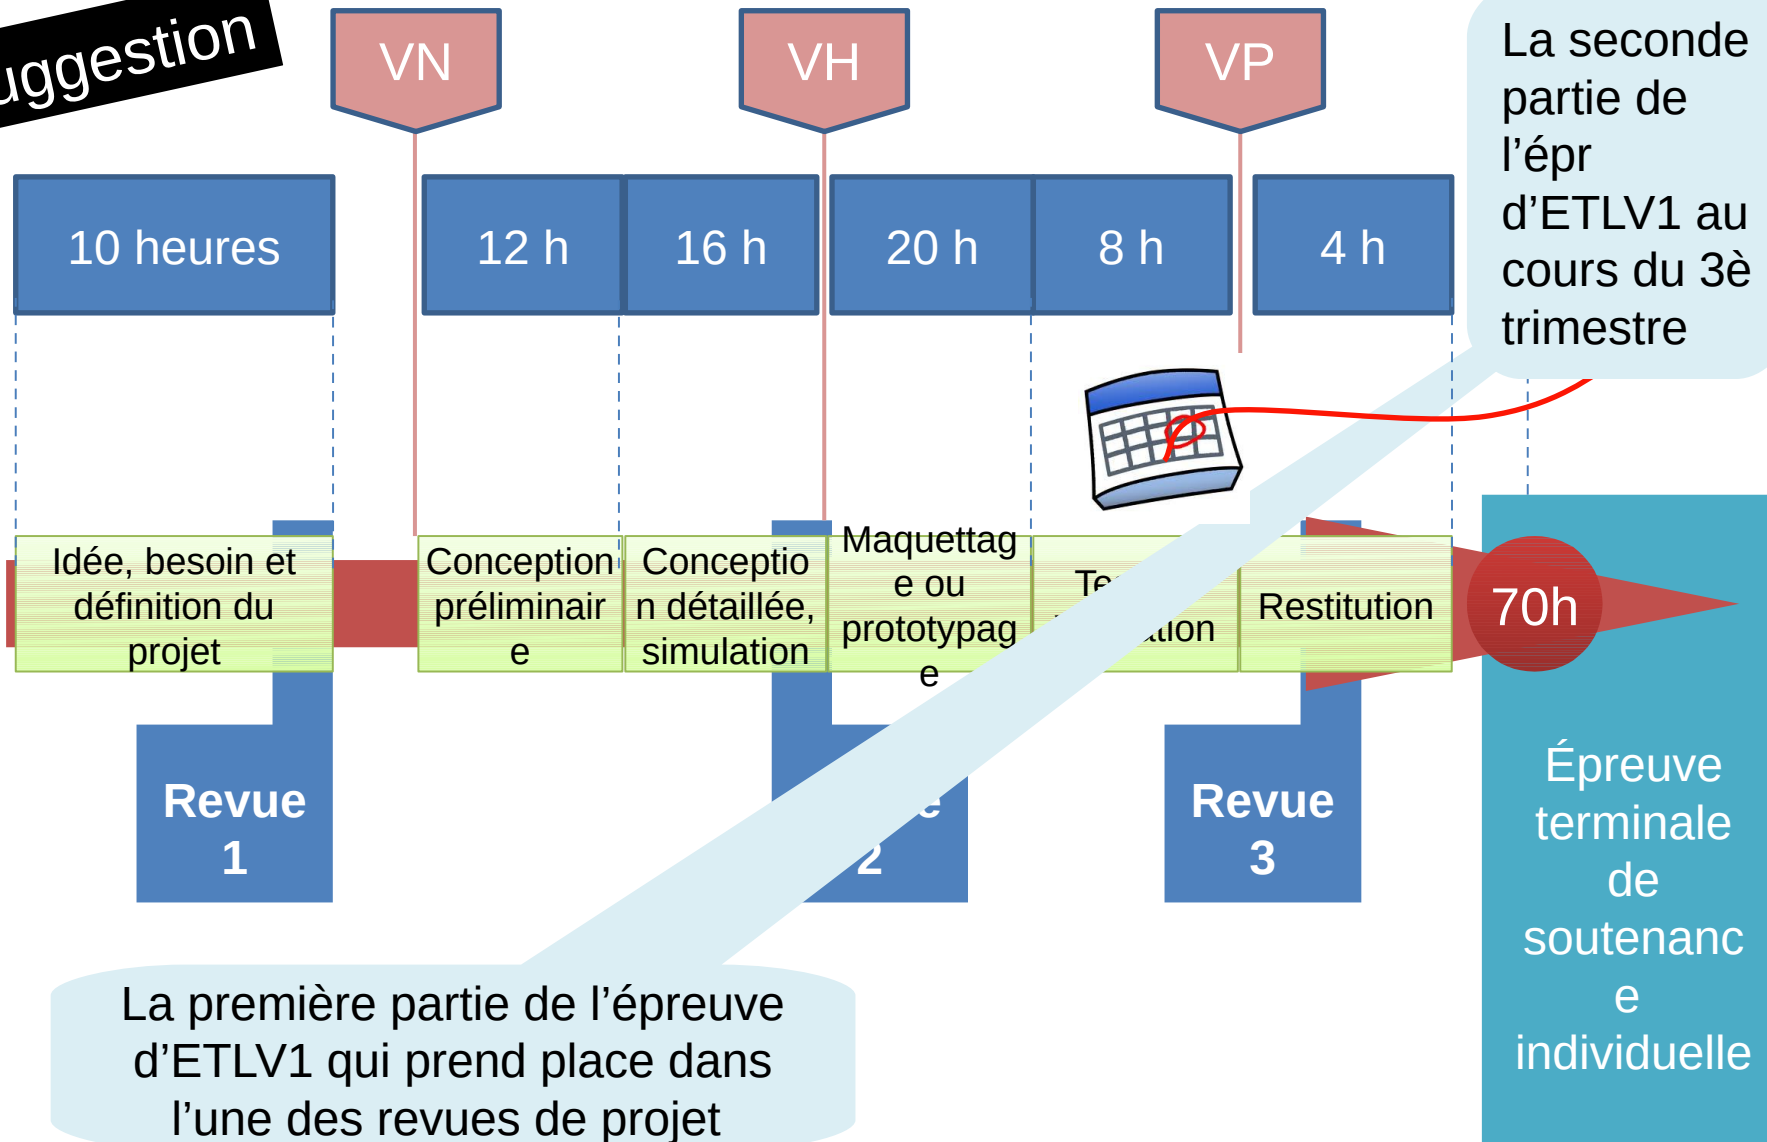 uggestion
VN
VH
VP
La seconde
partie de
l’épr
d’ETLV1 au
cours du 3è
trimestre
10 heures
12 h
16 h
20 h
8 h
4 h
Idée, besoin et
définition du
projet
Conception
préliminair
e
Conceptio
n détaillée,
simulation
Maquettag
e ou
prototypag
e
Restitution
70h
Revue
1
2
Revue
3
Épreuve
terminale
de
soutenanc
e
individuelle
La première partie de l’épreuve
d’ETLV1 qui prend place dans
l’une des revues de projet